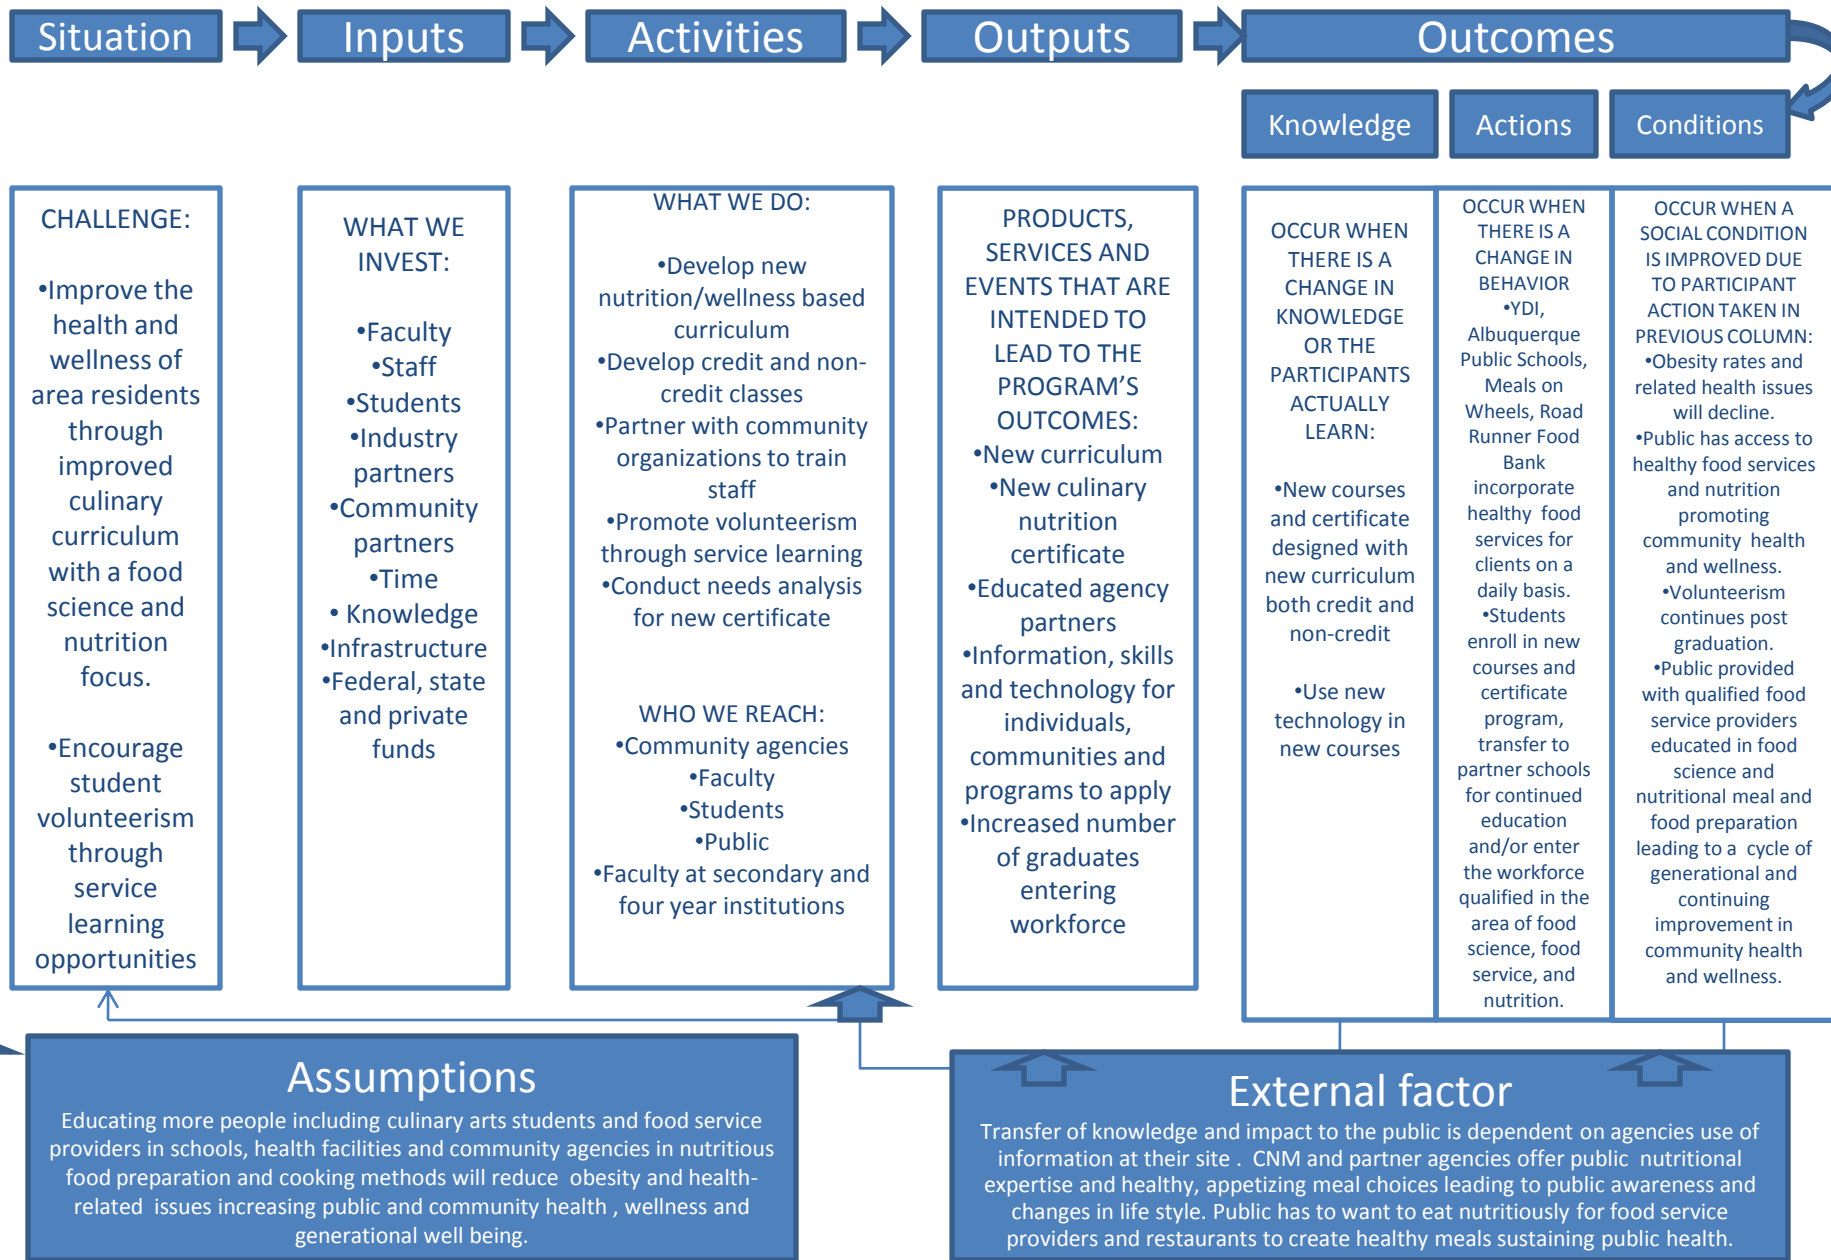 Situation
Inputs
Activities
Outputs
Outcomes
Knowledge
Actions
Conditions
CHALLENGE:
•Improve the
health and
wellness of
area residents
through
improved
culinary
curriculum
with a food
science and
nutrition
focus.
•Encourage
student
volunteerism
through
service
learning
opportunities
WHAT WE
INVEST:
•Faculty
•Staff
•Students
•Industry
partners
•Community
partners
•Time
• Knowledge
•Infrastructure
•Federal, state
and private
funds
WHAT WE DO:
•Develop new
nutrition/wellness based
curriculum
•Develop credit and non-
credit classes
•Partner with community
organizations to train
staff
•Promote volunteerism
through service learning
•Conduct needs analysis
for new certificate
WHO WE REACH:
•Community agencies
•Faculty
•Students
•Public
•Faculty at secondary and
four year institutions
PRODUCTS,
SERVICES AND
EVENTS THAT ARE
INTENDED TO
LEAD TO THE
PROGRAM’S
OUTCOMES:
•New curriculum
•New culinary
nutrition
certificate
•Educated agency
partners
•Information, skills
and technology for
individuals,
communities and
programs to apply
•Increased number
of graduates
entering
workforce
OCCUR WHEN
THERE IS A
CHANGE IN
KNOWLEDGE
OR THE
PARTICIPANTS
ACTUALLY
LEARN:
•New courses
and certificate
designed with
new curriculum
both credit and
non-credit
•Use new
technology in
new courses
OCCUR WHEN
THERE IS A
CHANGE IN
BEHAVIOR
•YDI,
Albuquerque
Public Schools,
Meals on
Wheels, Road
Runner Food
Bank
incorporate
healthy food
services for
clients on a
daily basis.
•Students
enroll in new
courses and
certificate
program,
transfer to
partner schools
for continued
education
and/or enter
the workforce
qualified in the
area of food
science, food
service, and
nutrition.
OCCUR WHEN A
SOCIAL CONDITION
IS IMPROVED DUE
TO PARTICIPANT
ACTION TAKEN IN
PREVIOUS COLUMN:
•Obesity rates and
related health issues
will decline.
•Public has access to
healthy food services
and nutrition
promoting
community health
and wellness.
•Volunteerism
continues post
graduation.
•Public provided
with qualified food
service providers
educated in food
science and
nutritional meal and
food preparation
leading to a cycle of
generational and
continuing
improvement in
community health
and wellness.
Assumptions
Educating more people including culinary arts students and food service
providers in schools, health facilities and community agencies in nutritious
food preparation and cooking methods will reduce obesity and health-
related issues increasing public and community health , wellness and
generational well being.
External factor
Transfer of knowledge and impact to the public is dependent on agencies use of
information at their site . CNM and partner agencies offer public nutritional
expertise and healthy, appetizing meal choices leading to public awareness and
changes in life style. Public has to want to eat nutritiously for food service
providers and restaurants to create healthy meals sustaining public health.